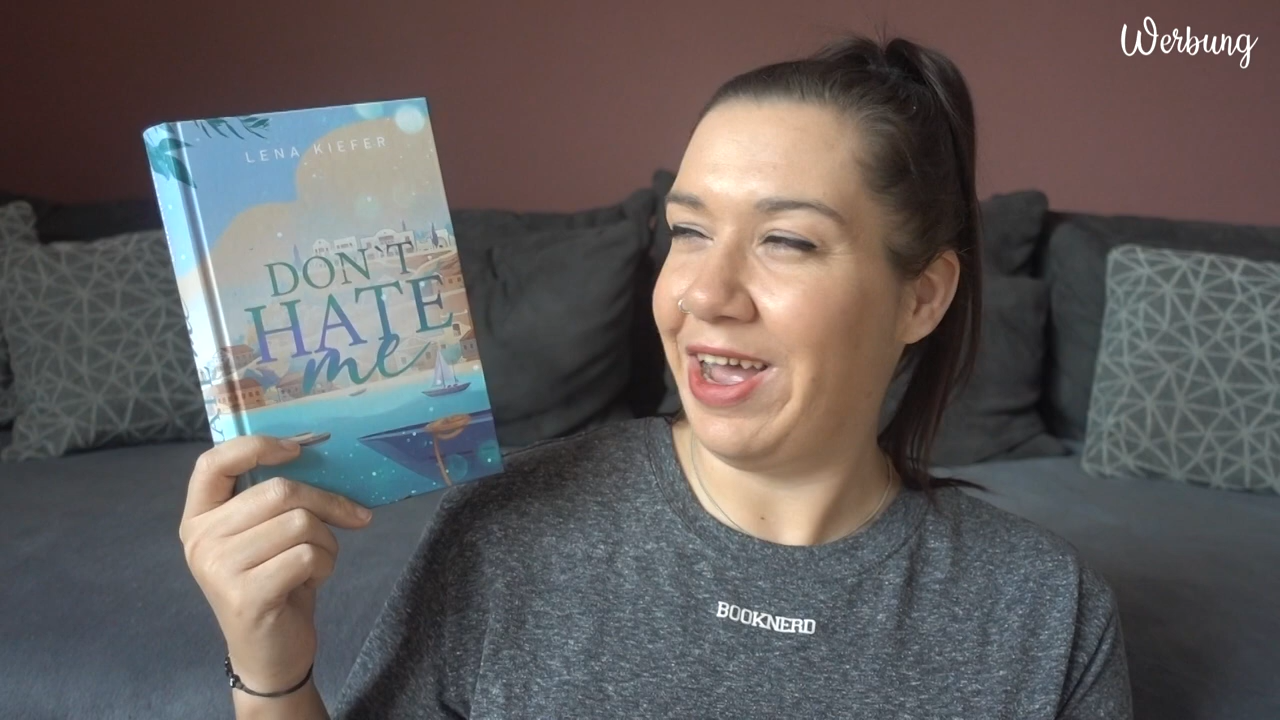 Werbung
LENA KIEFER
DON'T
HATE
me
BOOKNERD